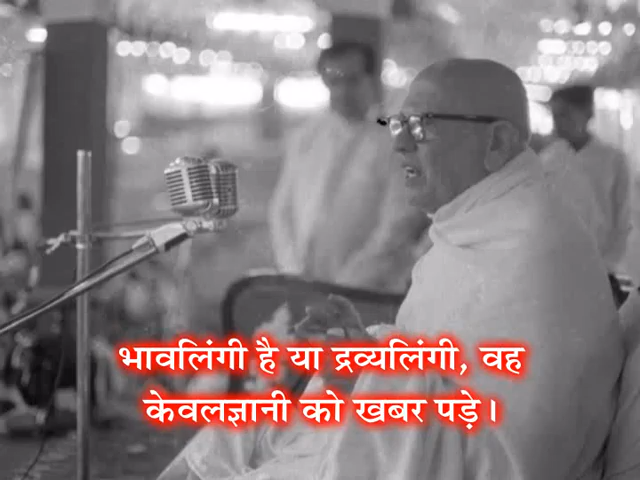 भावलिंगी है या द्रव्यलिंगी, वह
केवलज्ञानी को खबर पड़े।